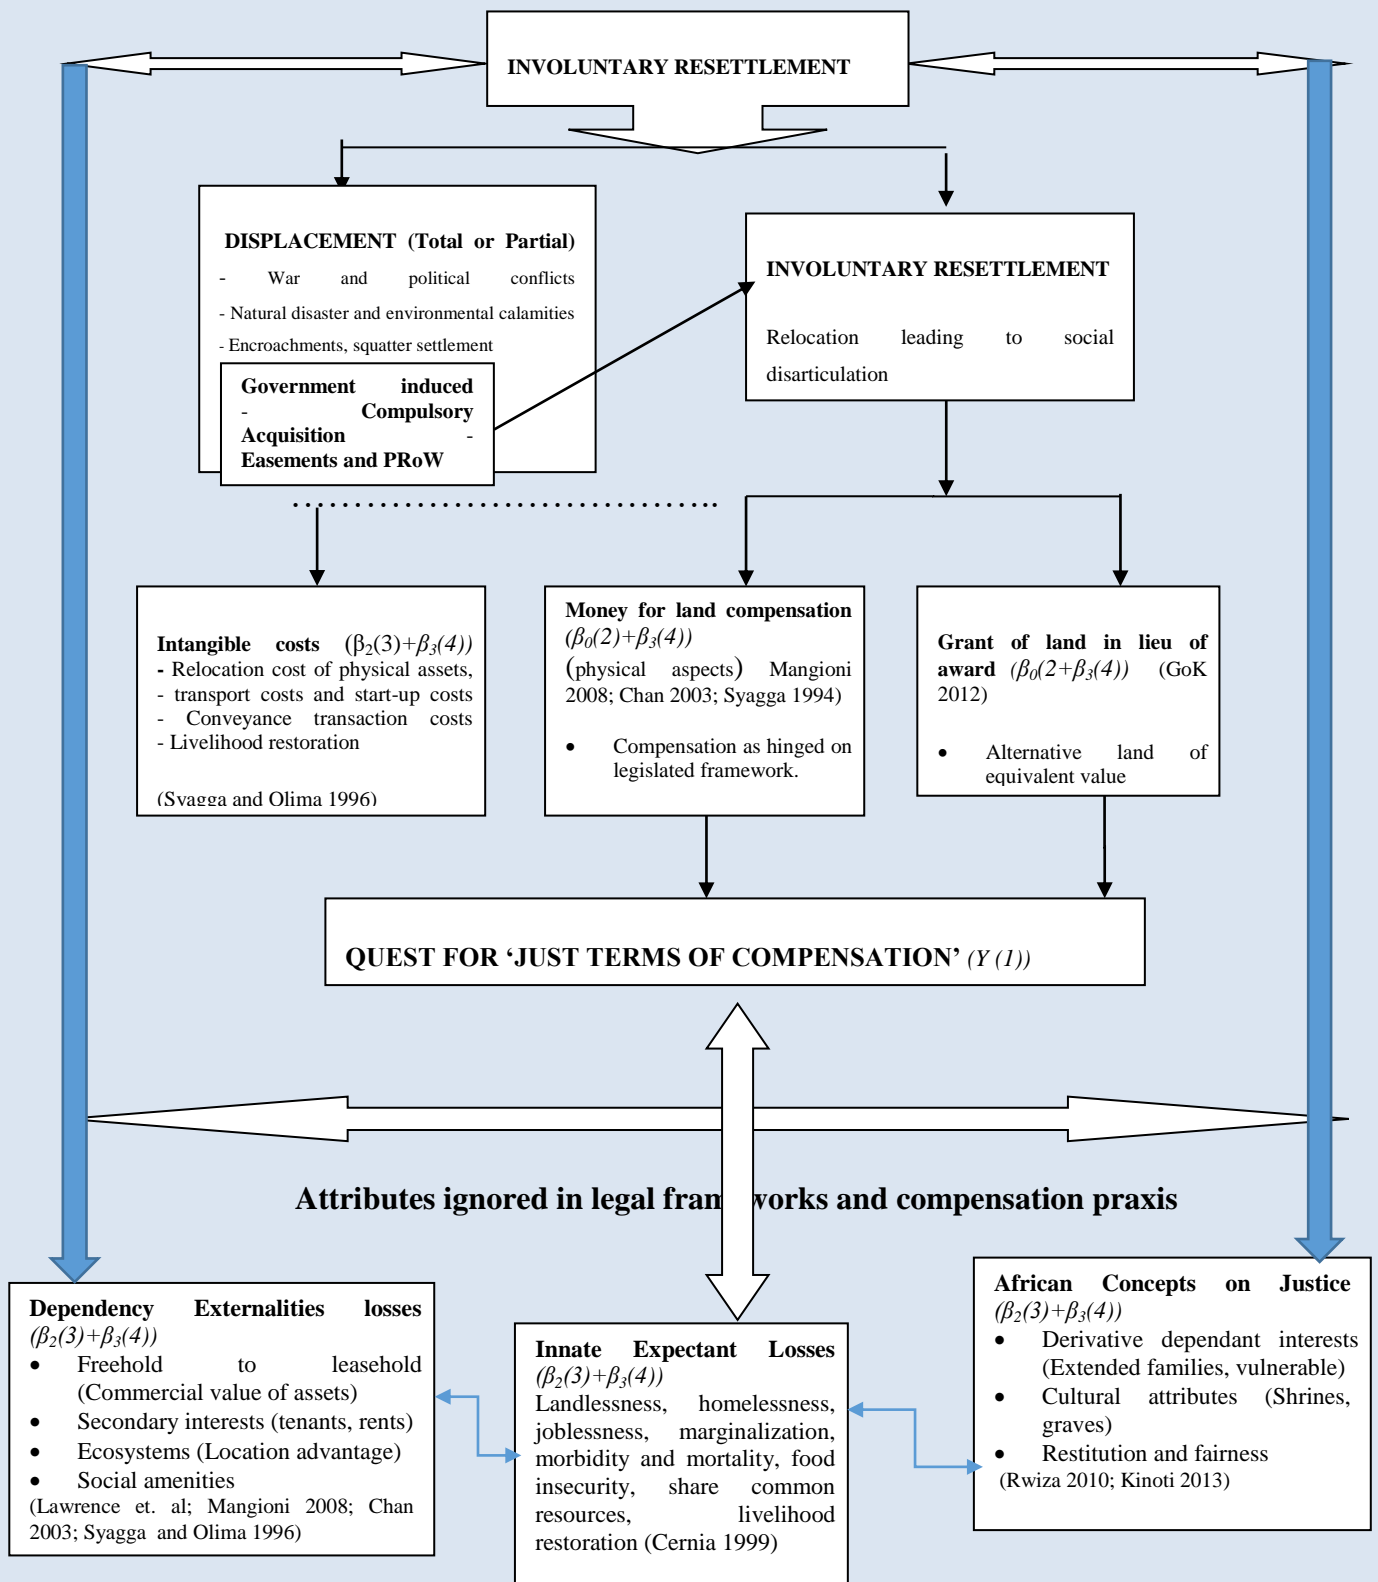 INVOLUNTARY RESETTLEMENT
DISPLACEMENT (Total or Partial)
- War and political conflicts
- Natural disaster and environmental calamities
- Encroachments, squatter settlement
Government induced
- Compulsory
Acquisition -
Easements and PRoW
INVOLUNTARY RESETTLEMENT
Relocation leading to social
disarticulation
Intangible costs (β₂(3)+β₃(4))
- Relocation cost of physical assets,
- transport costs and start-up costs
- Conveyance transaction costs
- Livelihood restoration
(Syagga and Olima 1996)
Money for land compensation
(β₀(2)+β₃(4))
(physical aspects) Mangioni
2008; Chan 2003; Syagga 1994)
• Compensation as hinged on
legislated framework.
Grant of land in lieu of
award (β₀(2+β₃(4)) (GoK
2012)
• Alternative land of
equivalent value
QUEST FOR ‘JUST TERMS OF COMPENSATION’ (Y (1))
Attributes ignored in legal frameworks and compensation praxis
Dependency Externalities losses
(β₂(3)+β₃(4))
• Freehold to leasehold
(Commercial value of assets)
• Secondary interests (tenants, rents)
• Ecosystems (Location advantage)
• Social amenities
(Lawrence et. al; Mangioni 2008; Chan
2003; Syagga and Olima 1996)
Innate Expectant Losses
(β₂(3)+β₃(4))
Landlessness, homelessness,
joblessness, marginalization,
morbidity and mortality, food
insecurity, share common
resources, livelihood
restoration (Cernia 1999)
African Concepts on Justice
(β₂(3)+β₃(4))
• Derivative dependant interests
(Extended families, vulnerable)
• Cultural attributes (Shrines,
graves)
• Restitution and fairness
(Rwiza 2010; Kinoti 2013)